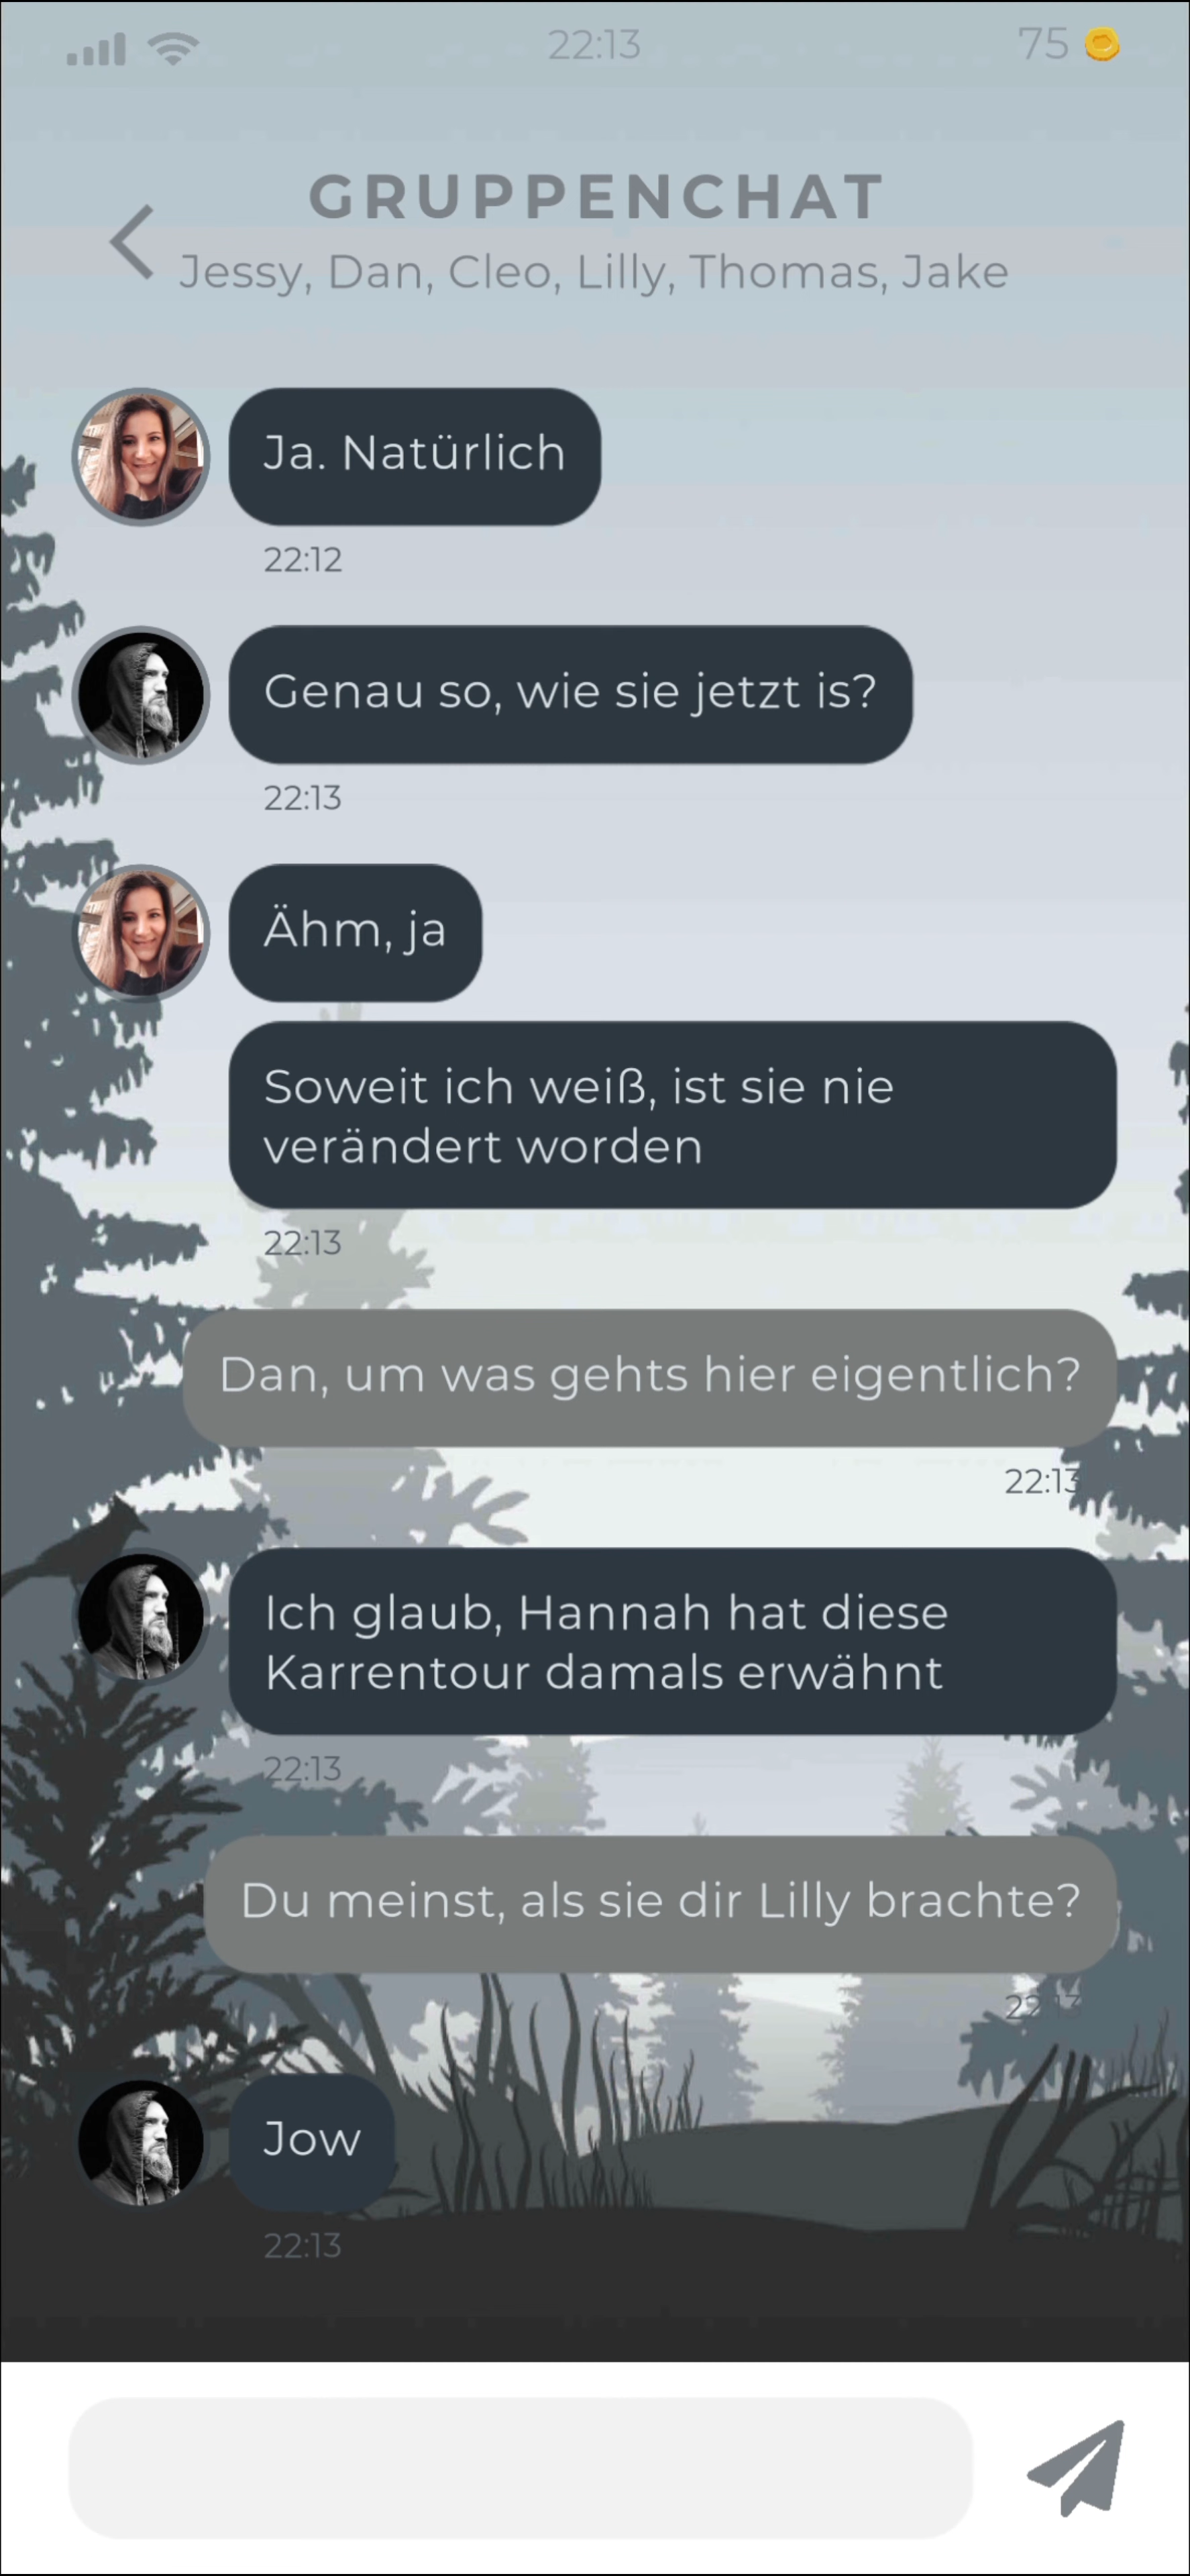 22:13
75
GRUPPENCHAT
Jessy, Dan, Cleo, Lilly, Thomas, Jake
Ja. Natürlich
22:12
Genau so, wie sie jetzt is?
22:13
Ähm, ja
Soweit ich weiß, ist sie nie
verändert worden
22:13
Dan, um was gehts hier eigentlich?
22:13
Ich glaub, Hannah hat diese
Karrentour damals erwähnt
22:13
Du meinst, als sie dir Lilly brachte?
22:13
Jow
22:13